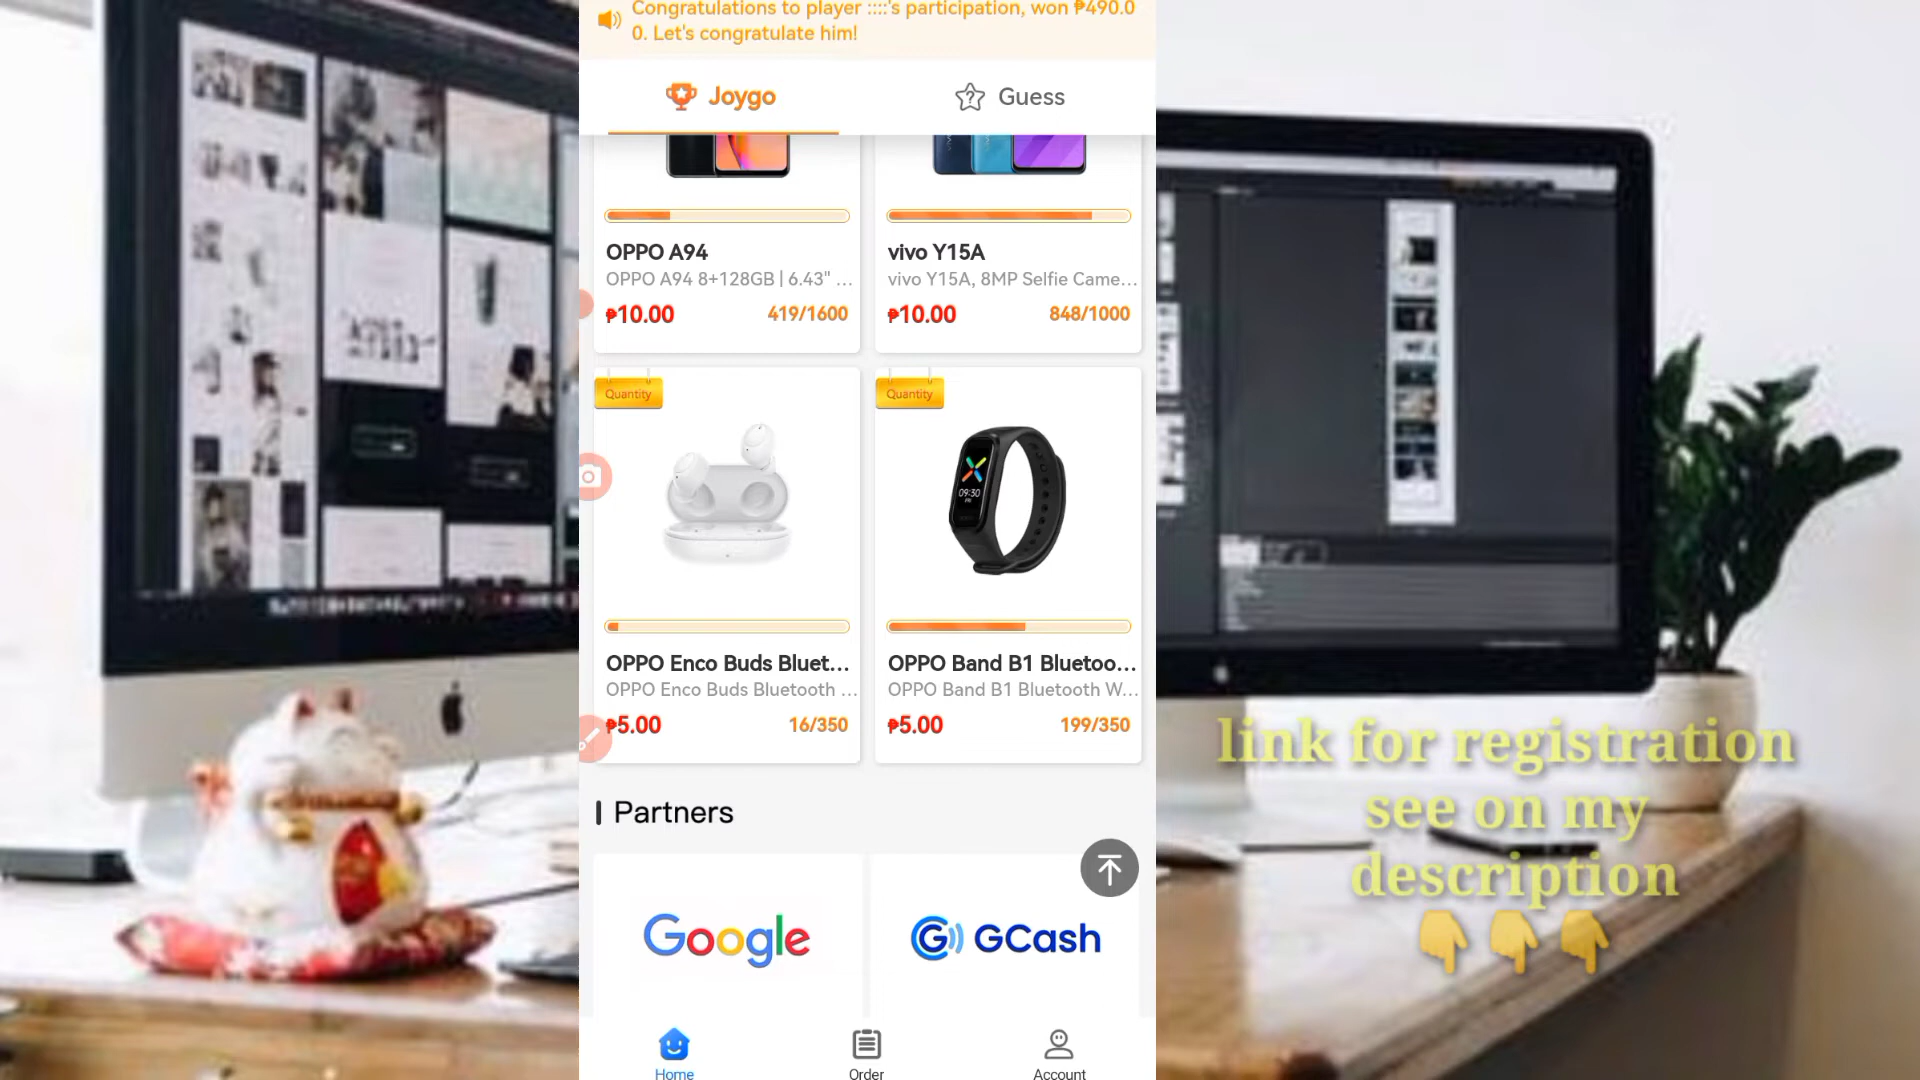 Congratulations to player ::::'s participation, won ₱490.0
0. Let's congratulate him!
Joygo
Guess
OPPO A94
OPPO A94 8+128GB | 6.43" ...
₱10.00
419/1600
vivo Y15A
vivo Y15A, 8MP Selfie Came...
₱10.00
848/1000
Quantity
Quantity
09:30
OPPO Enco Buds Bluet...
OPPO Enco Buds Bluetooth ...
₱5.00
16/350
OPPO Band B1 Bluetoo...
OPPO Band B1 Bluetooth W...
₱5.00
199/350
Partners
Google
GCash
Home
Order
Account
link for registration
see on my
description
👇👇👇